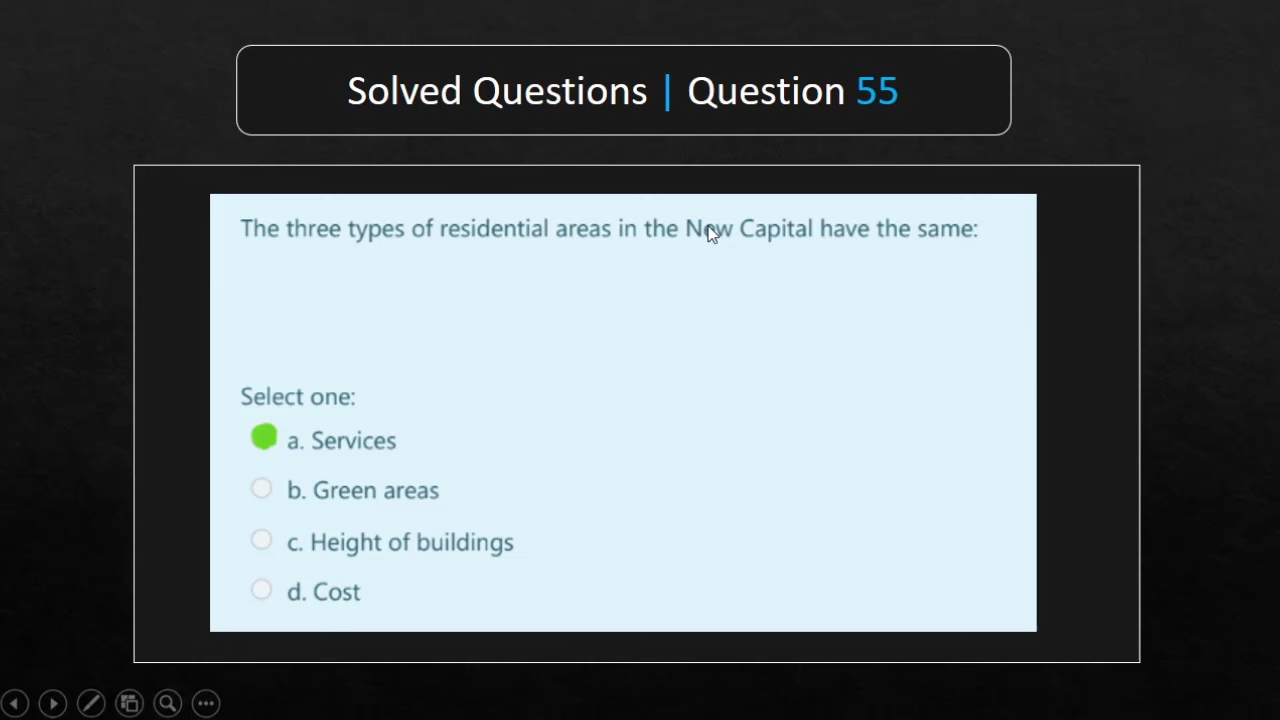 Solved Questions | Question 55
The three types of residential areas in the New Capital have the same:
Select one:
a. Services
b. Green areas
c. Height of buildings
d. Cost